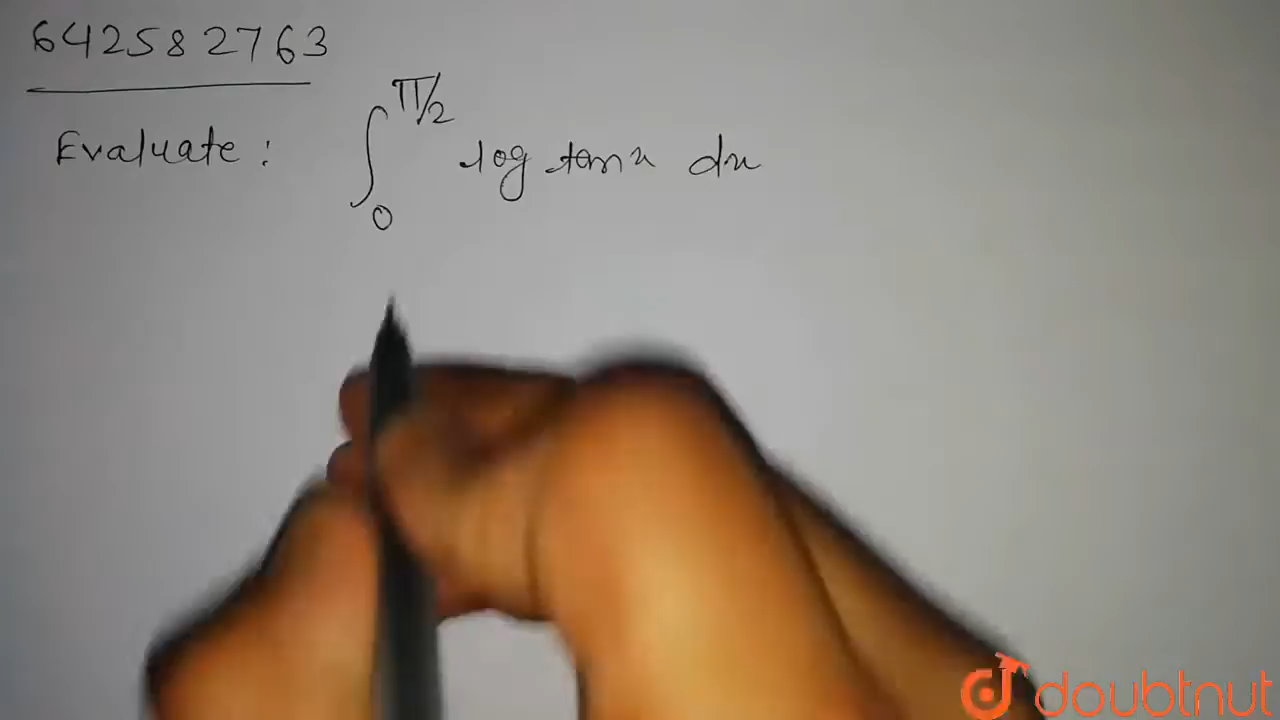 642582763
Evaluate : ∫₀^π/2 log tan x dx
doubtnut